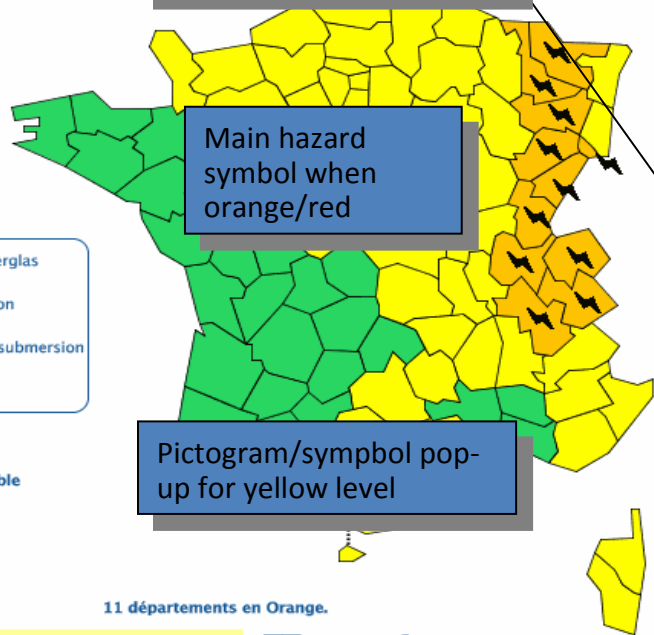 Main hazard
symbol when
orange/red
erglas
on
submersion
Pictogram/sympbol pop-
up for yellow level
ble
11 départements en Orange.